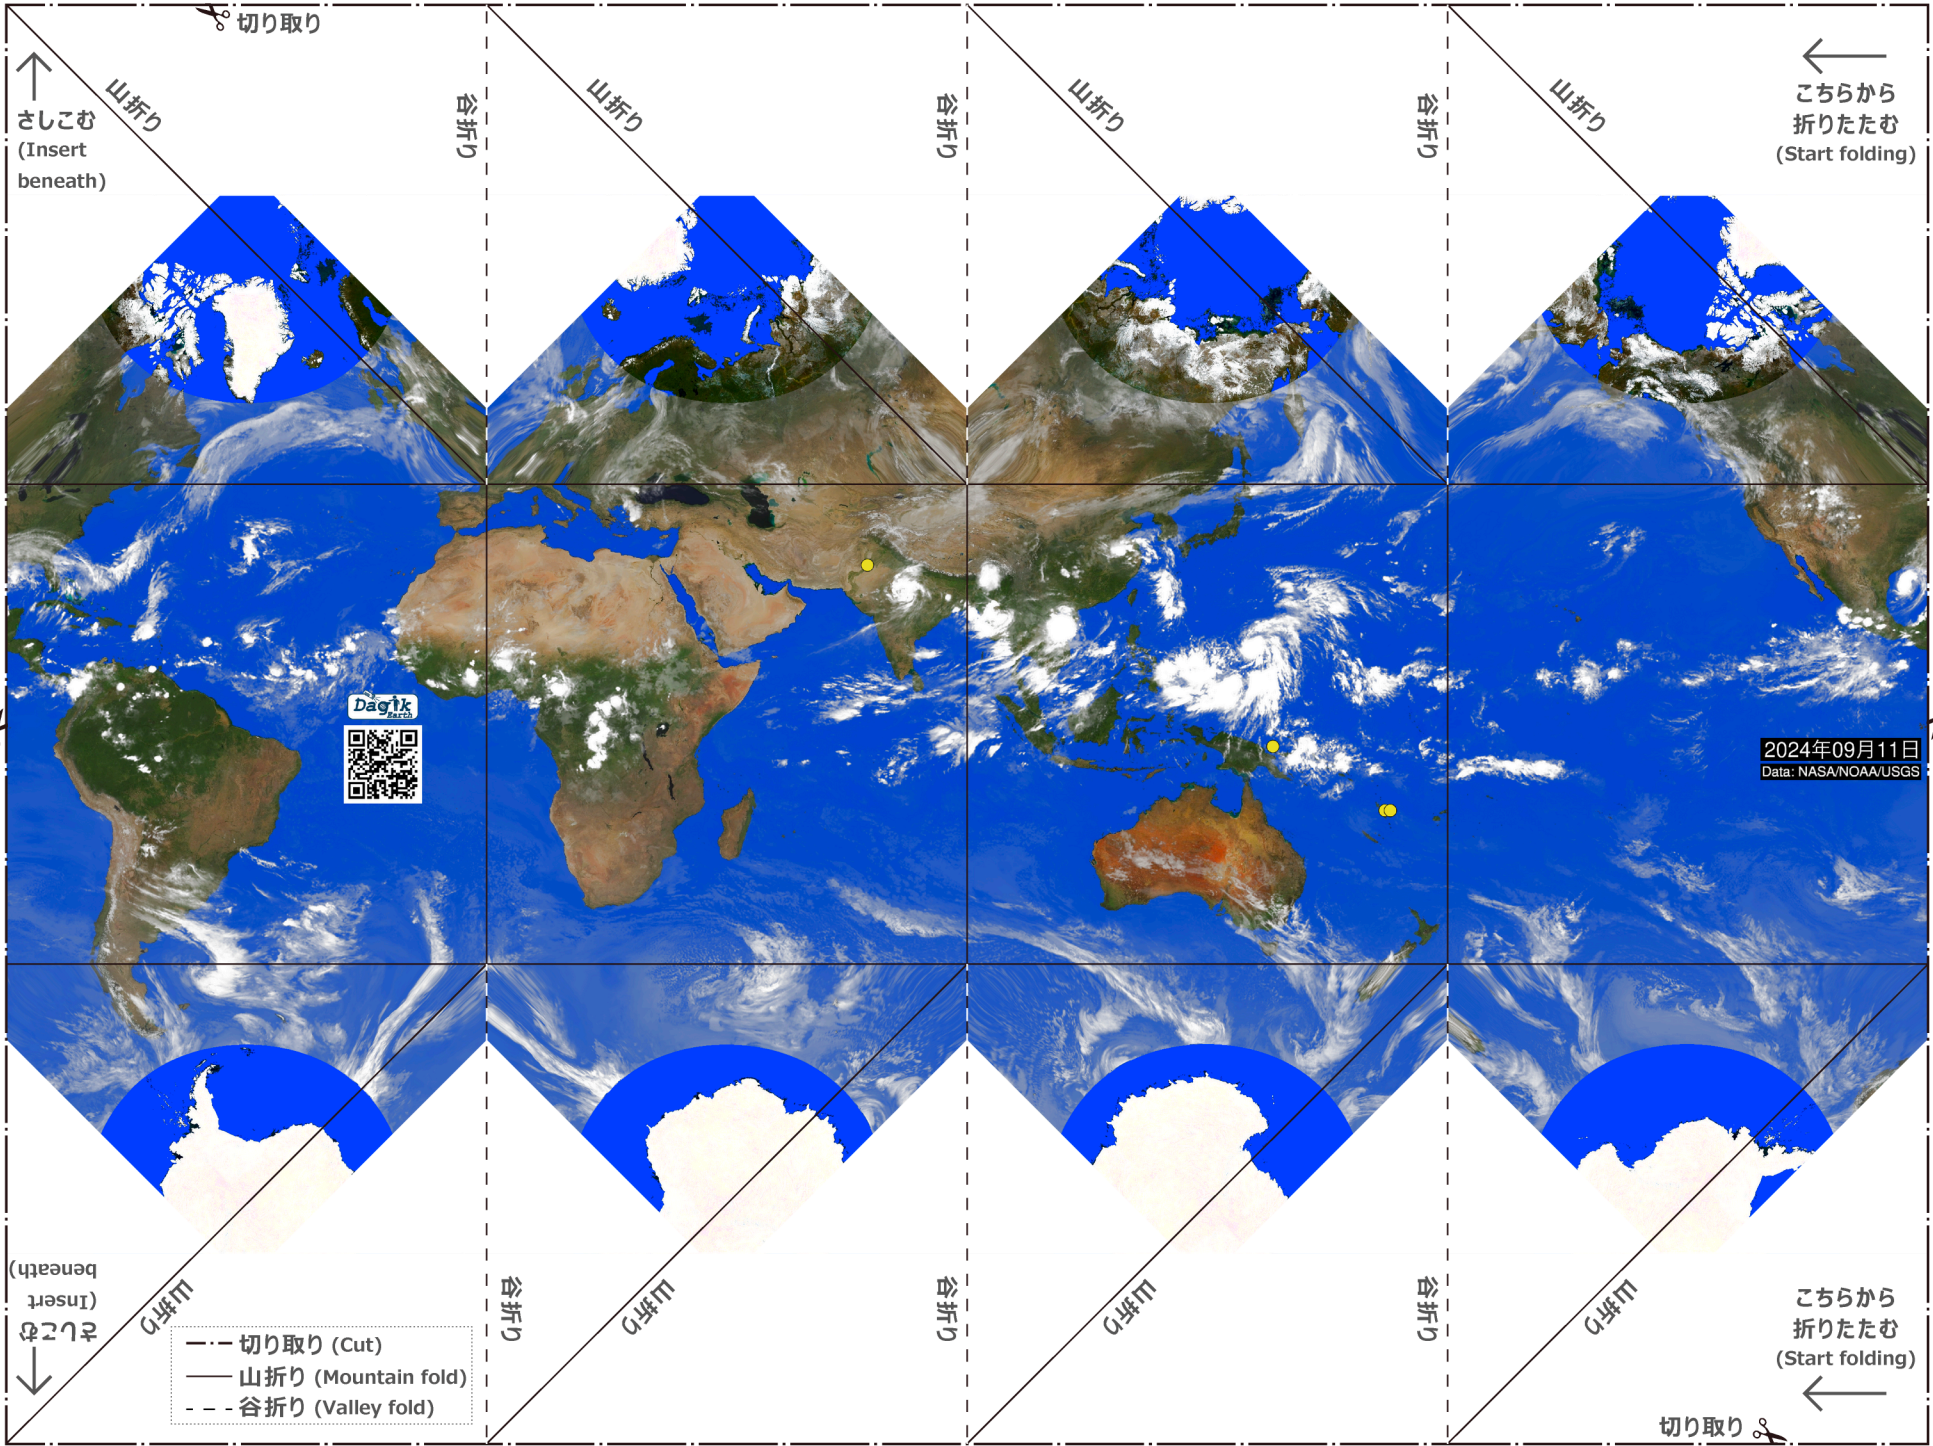 切り取り
山折り
谷折り
山折り
谷折り
山折り
谷折り
山折り
さしこむ
(Insert
beneath)
こちらから
折りたたむ
(Start folding)
Dagik
Earth
2024年09月11日
Data: NASA/NOAA/USGS
さしこむ
(Insert
beneath)
山折り
谷折り
山折り
谷折り
山折り
谷折り
山折り
切り取り (Cut)
山折り (Mountain fold)
谷折り (Valley fold)
こちらから
折りたたむ
(Start folding)
切り取り